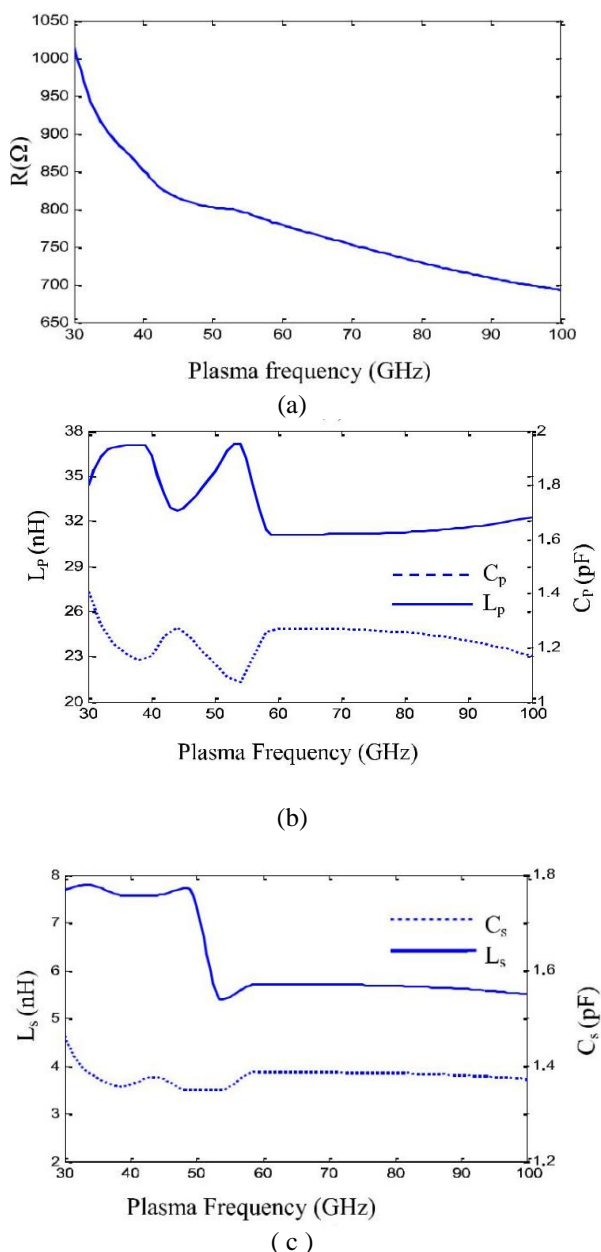 1050
1000
950
900
850
800
750
700
650
R(Ω)
30 40 50 60 70 80 90 100
Plasma frequency (GHz)
(a)
38
35
32
29
26
23
20
LP (nH)
2
1.8
1.6
1.4
1.2
1
CP (pF)
Cp
Lp
30 40 50 60 70 80 90 100
Plasma Frequency (GHz)
(b)
8
7
6
5
4
3
2
Ls (nH)
1.8
1.6
1.4
1.2
Cs (pF)
Cs
Ls
30 40 50 60 70 80 90 100
Plasma Frequency (GHz)
( c )